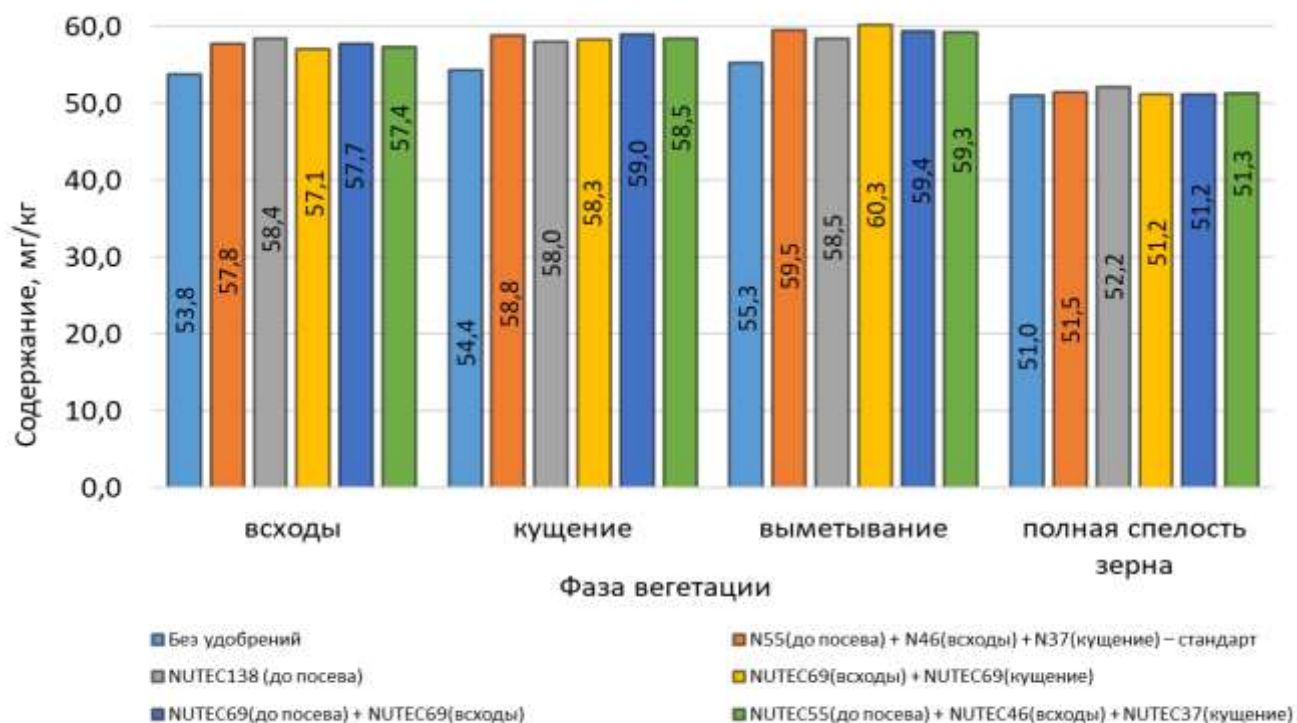 60,0
50,0
40,0
30,0
20,0
10,0
0,0
Содержание, мг/кг
53,8
57,8
58,4
57,1
57,7
57,4
54,4
58,8
58,0
58,3
59,0
58,5
55,3
59,5
58,5
60,3
59,4
59,3
51,0
51,5
52,2
51,2
51,2
51,3
всходы
кущение
выметывание
полная спелость
зерна
Фаза вегетации
Без удобрений
N55(до посева) + N46(всходы) + N37(кущение) – стандарт
NUTEC138 (до посева)
NUTEC69(всходы) + NUTEC69(кущение)
NUTEC69(до посева) + NUTEC69(всходы)
NUTEC55(до посева) + NUTEC46(всходы) + NUTEC37(кущение)